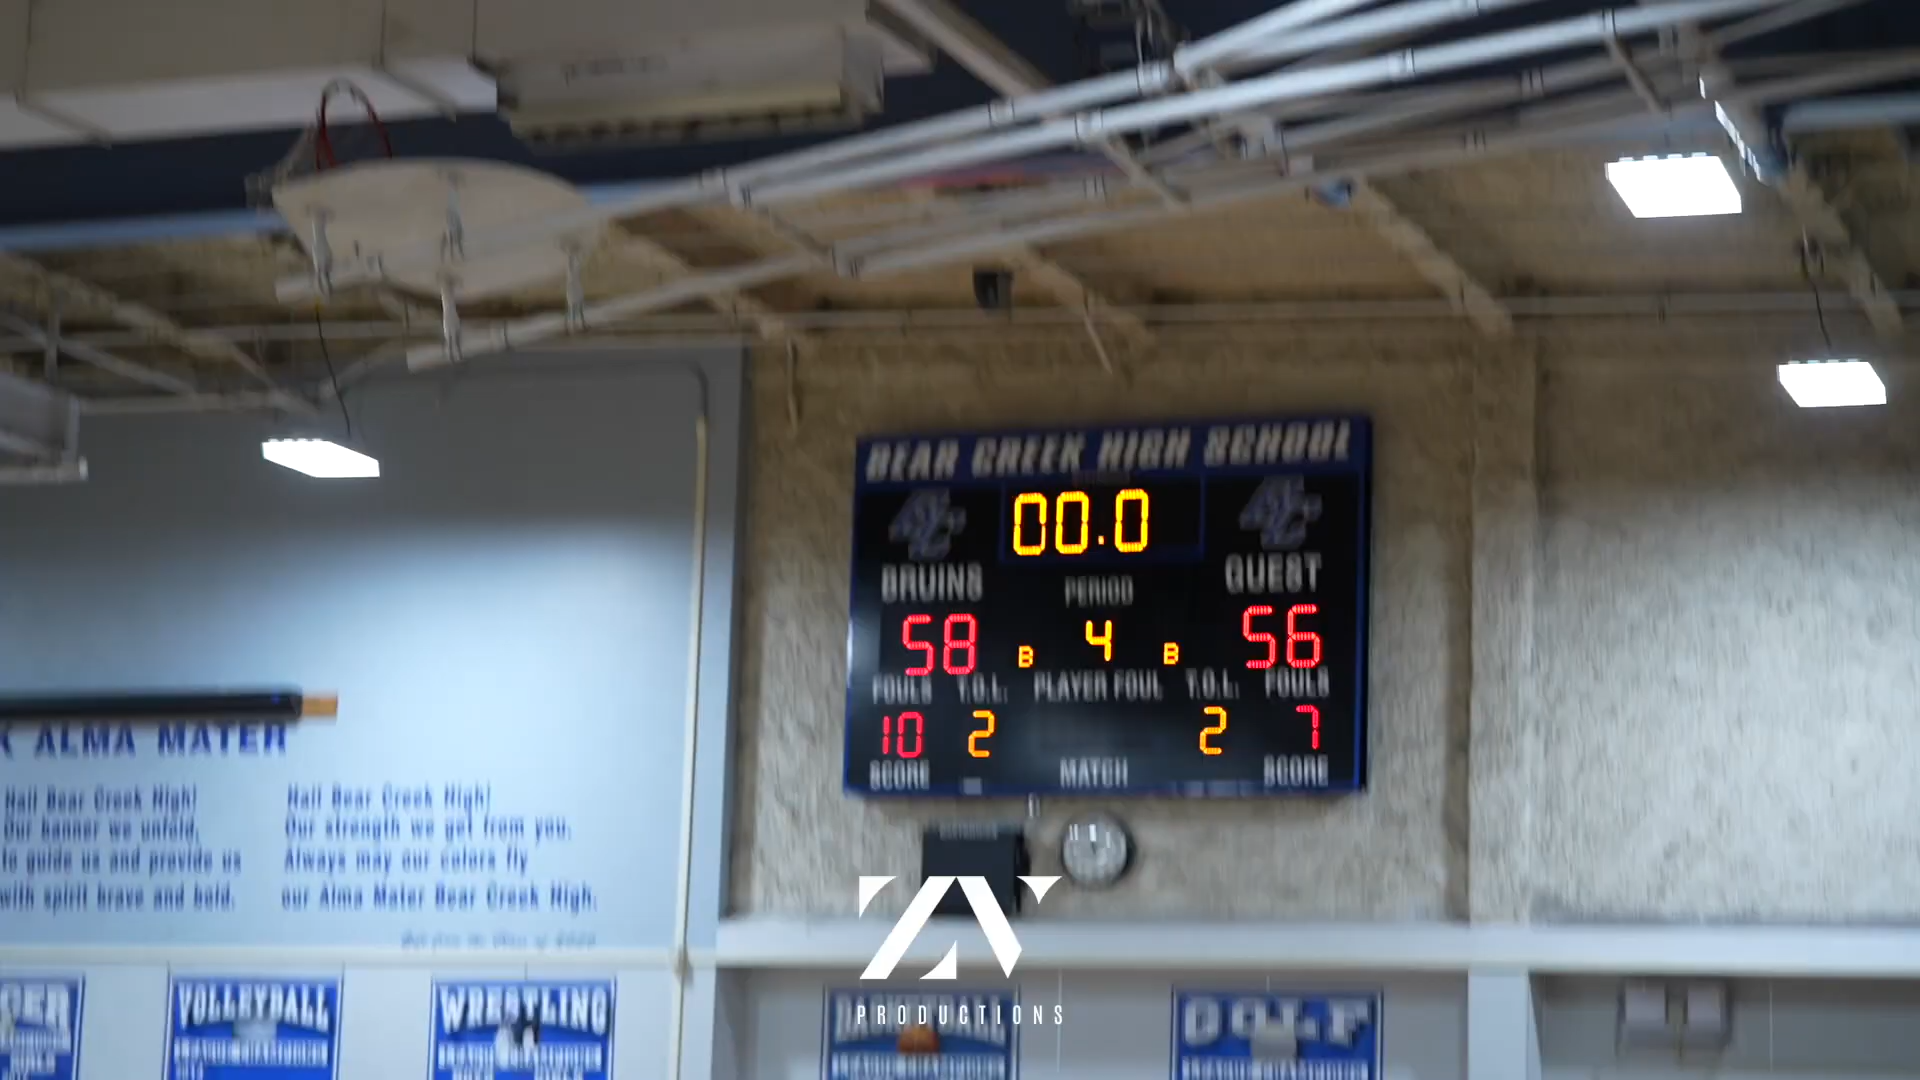 BEAR CREEK HIGH SCHOOL
00.0
BRUINS
PERIOD
GUEST
58
B
4
B
56
FOULS T.O.L. PLAYER FOUL T.O.L. FOULS
10
2
2
7
SCORE
MATCH
SCORE
ALMA MATER
Hail Bear Creek High!
Our banner we unfold,
to guide us and provide us
with spirit brave and bold.
Hail Bear Creek High!
Our strength we get from you.
Always may our colors fly
our Alma Mater Bear Creek High.
VOLLEYBALL
WRESTLING
BASKETBALL
GOLF
PRODUCTIONS